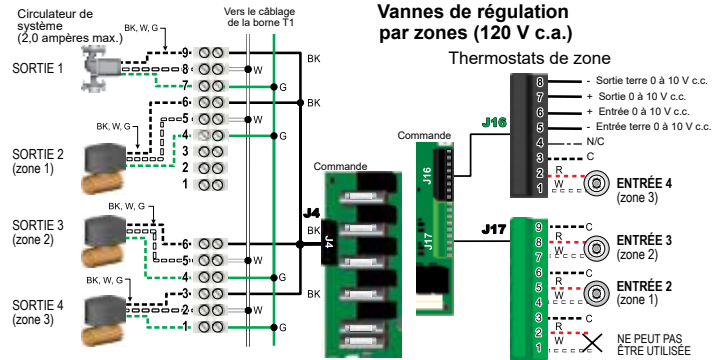 Circulateur de
système
(2,0 ampères max.)
Vers le câblage
de la borne T1
Vannes de régulation
par zones (120 V c.a.)
Thermostats de zone
BK, W, G
SORTIE 1
9
8
7
BK
W
G
6
5
4
3
2
1
BK
W
G
BK, W, G
SORTIE 2
(zone 1)
SORTIE 3
(zone 2)
BK, W, G
6
5
4
3
2
1
W
G
BK
W
G
SORTIE 4
(zone 3)
BK, W, G
Commande
J4
J4
Commande
J16
J17
J16
8
7
6
5
4
3
2
1
- Sortie terre 0 à 10 V c.c.
+ Sortie 0 à 10 V c.c.
+ Entrée 0 à 10 V c.c.
- Entrée terre 0 à 10 V c.c.
N/C
C
R
W
ENTRÉE 4
(zone 3)
J17
9
8
7
6
5
4
3
2
1
C
R
W
ENTRÉE 3
(zone 2)
C
R
W
ENTRÉE 2
(zone 1)
C
R
W
NE PEUT PAS
ÊTRE UTILISÉE